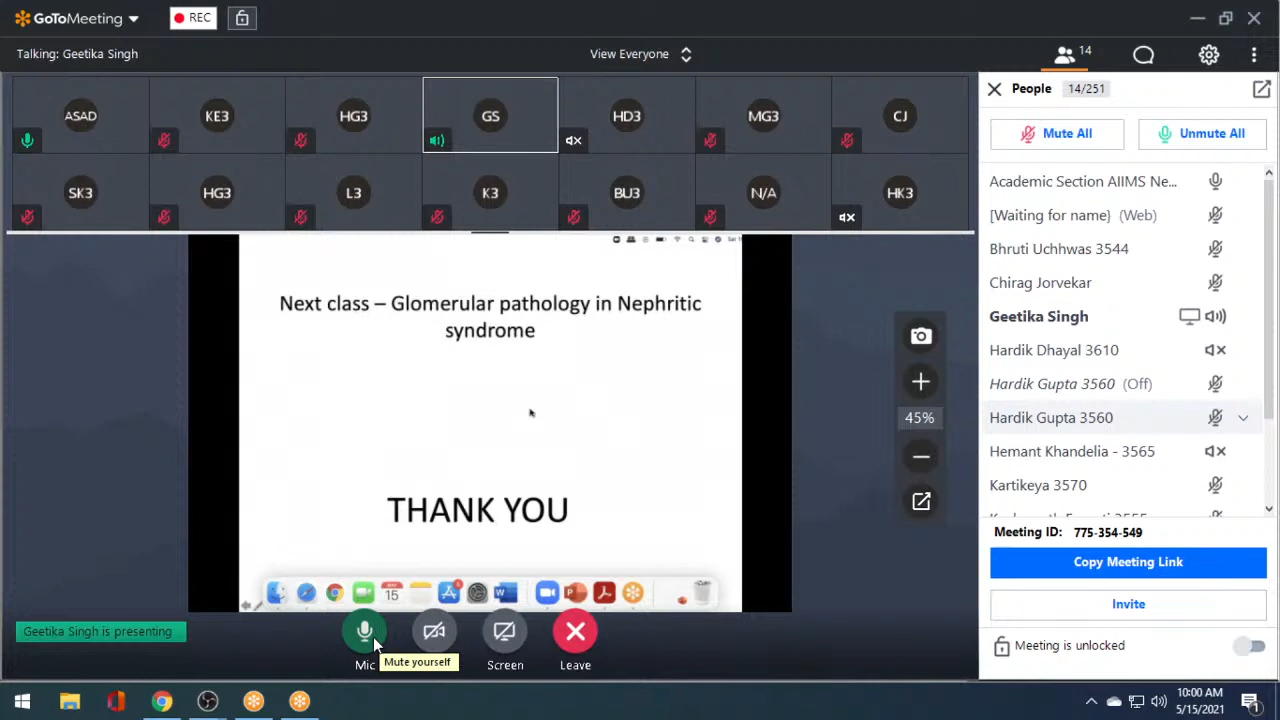 GoToMeeting
REC
Talking: Geetika Singh
View Everyone
14
ASAD
KE3
HG3
GS
HD3
MG3
CJ
SK3
HG3
L3
K3
BU3
N/A
HK3
Next class – Glomerular pathology in Nephritic
syndrome
THANK YOU
15
45%
Geetika Singh is presenting
Mic
Mute yourself
Screen
Leave
People 14/251
Mute All
Unmute All
Academic Section AIIMS Ne...
[Waiting for name} (Web)
Bhruti Uchhwas 3544
Chirag Jorvekar
Geetika Singh
Hardik Dhayal 3610
Hardik Gupta 3560 (Off)
Hardik Gupta 3560
Hemant Khandelia - 3565
Kartikeya 3570
Meeting ID: 775-354-549
Copy Meeting Link
Invite
Meeting is unlocked
10:00 AM
5/15/2021
1